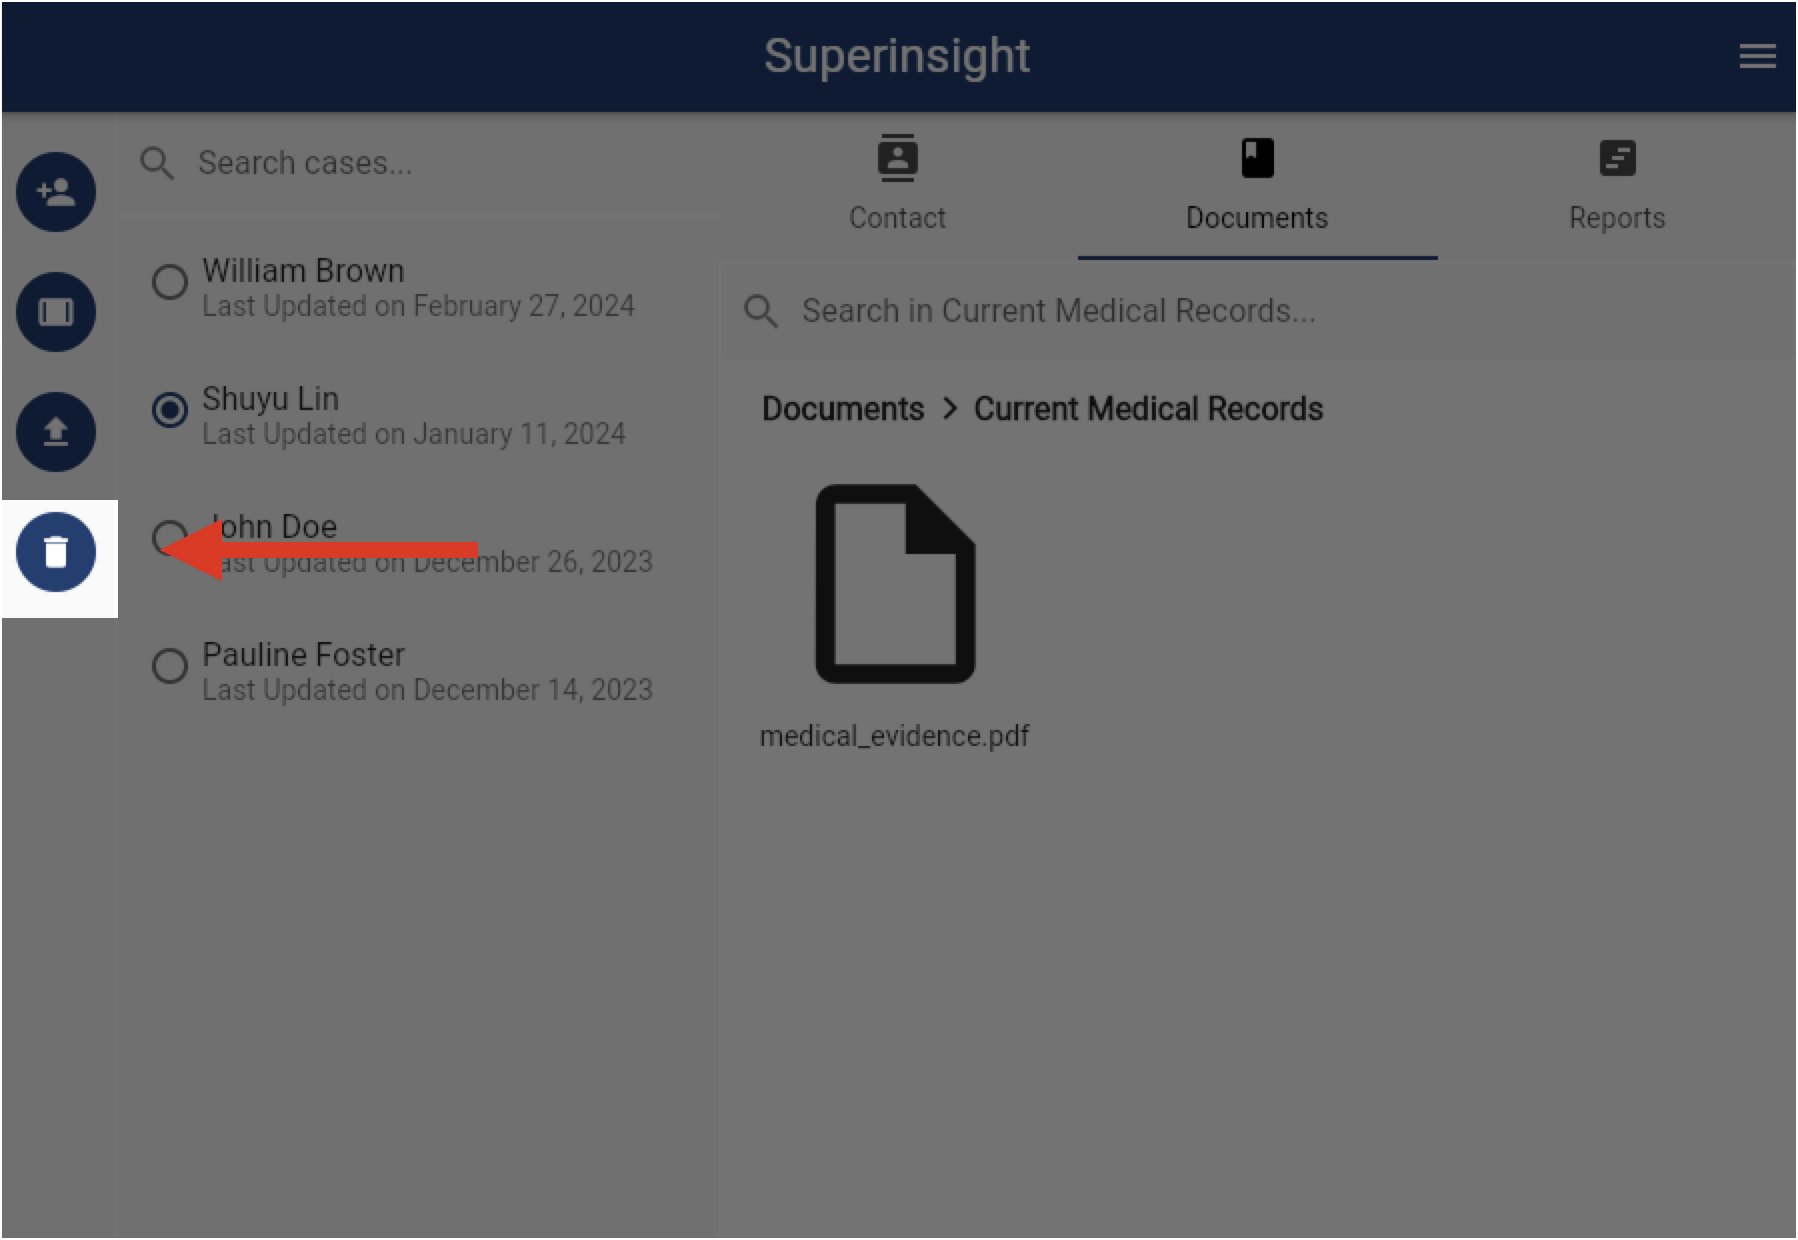 Superinsight
Search cases...
William Brown
Last Updated on February 27, 2024
Shuyu Lin
Last Updated on January 11, 2024
John Doe
Last Updated on December 26, 2023
Pauline Foster
Last Updated on December 14, 2023
Contact
Documents
Reports
Search in Current Medical Records...
Documents > Current Medical Records
medical_evidence.pdf